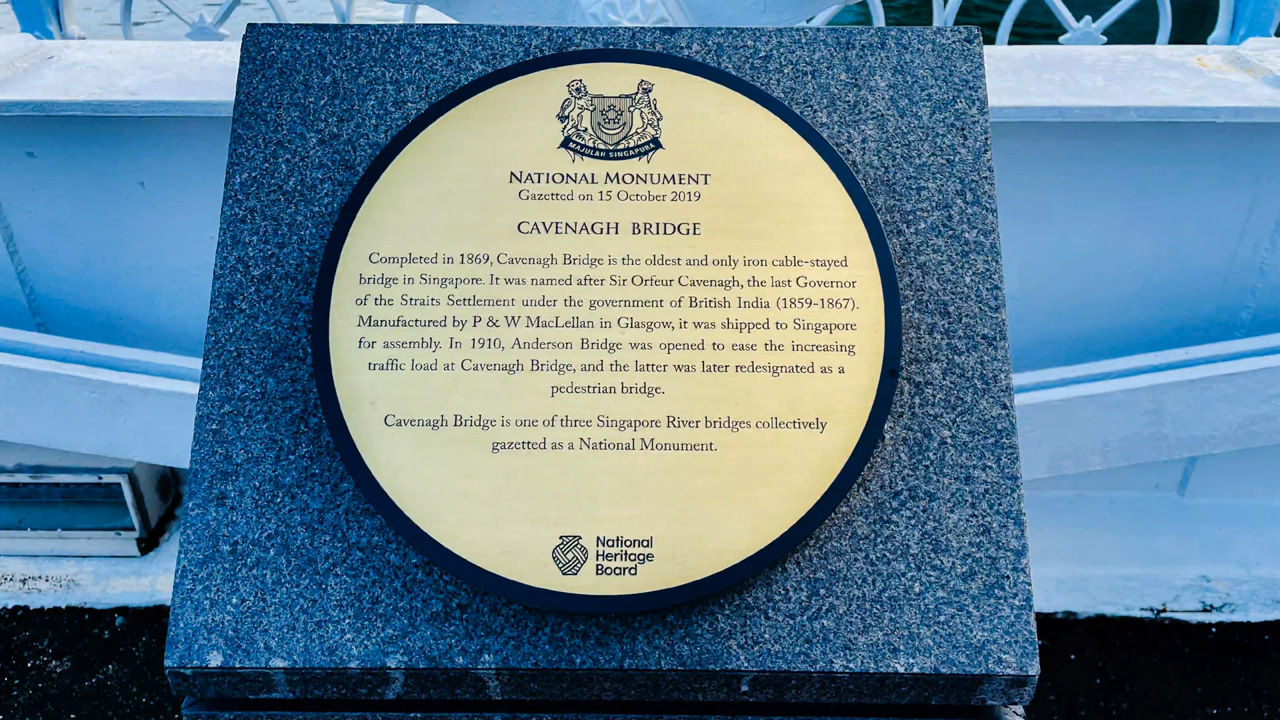 MAJULAH SINGAPURA
NATIONAL MONUMENT
Gazetted on 15 October 2019
CAVENAGH BRIDGE
Completed in 1869, Cavenagh Bridge is the oldest and only iron cable-stayed
bridge in Singapore. It was named after Sir Orfeur Cavenagh, the last Governor
of the Straits Settlement under the government of British India (1859-1867).
Manufactured by P & W MacLellan in Glasgow, it was shipped to Singapore
for assembly. In 1910, Anderson Bridge was opened to ease the increasing
traffic load at Cavenagh Bridge, and the latter was later redesignated as a
pedestrian bridge.
Cavenagh Bridge is one of three Singapore River bridges collectively
gazetted as a National Monument.
National
Heritage
Board